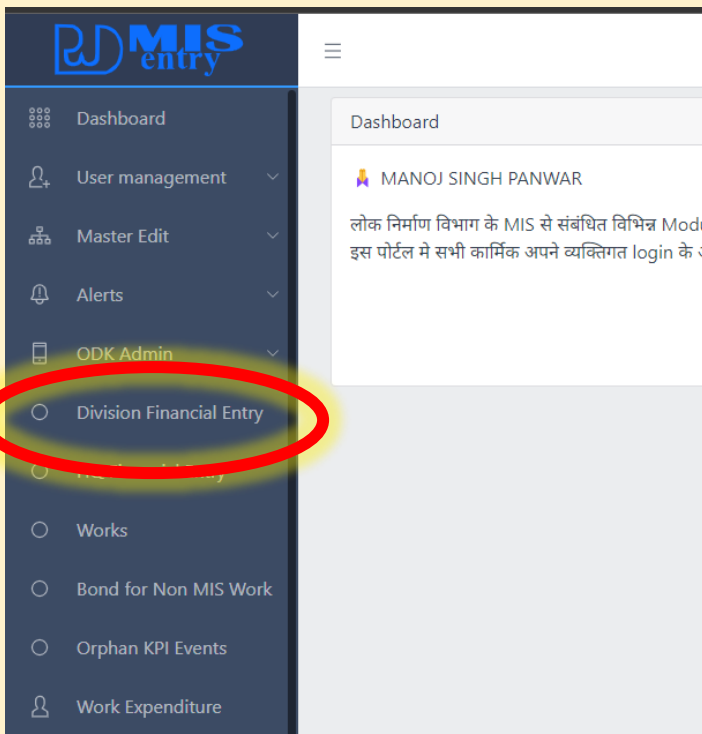 PWD MIS
entry
Dashboard
User management
Master Edit
Alerts
ODK Admin
Division Financial Entry
Works
Bond for Non MIS Work
Orphan KPI Events
Work Expenditure
Dashboard
MANOJ SINGH PANWAR
लोक निर्माण विभाग के MIS से संबंधित विभिन्न
इस पोर्टल मे सभी कार्मिक अपने व्यक्तिगत login के